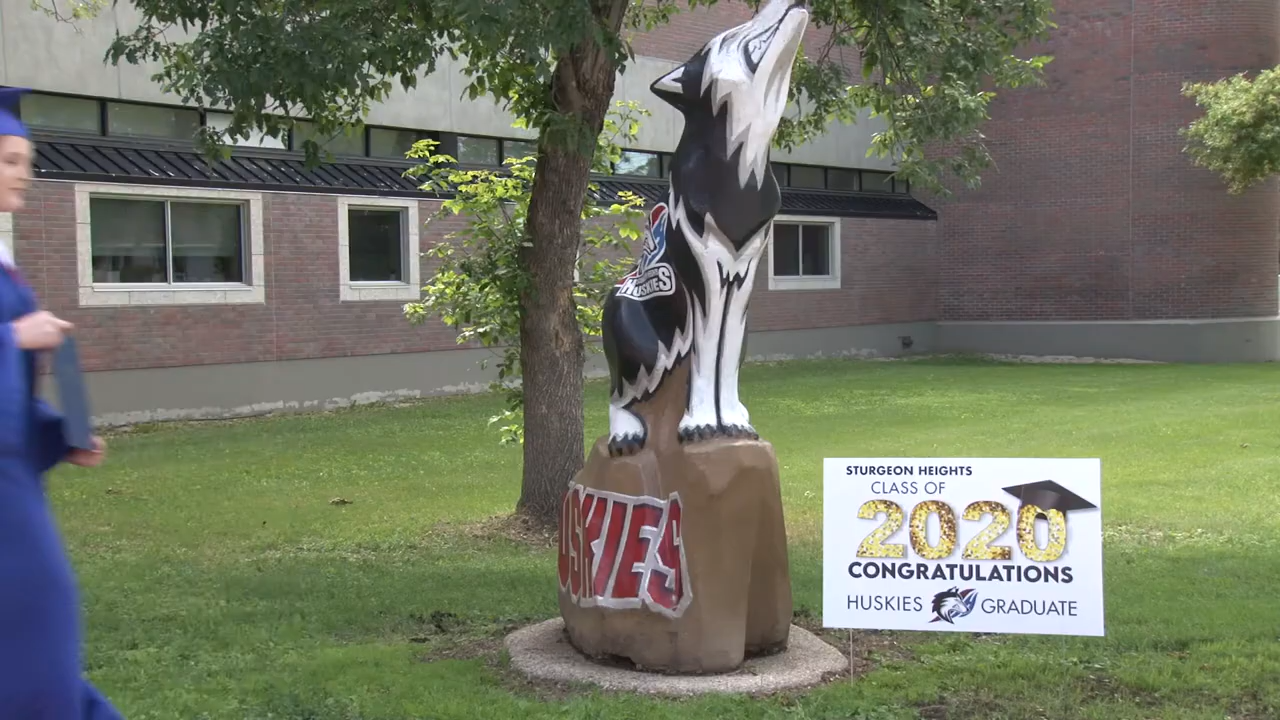 HUSKIES
USKIES
STURGEON HEIGHTS
CLASS OF
2020
CONGRATULATIONS
HUSKIES GRADUATE